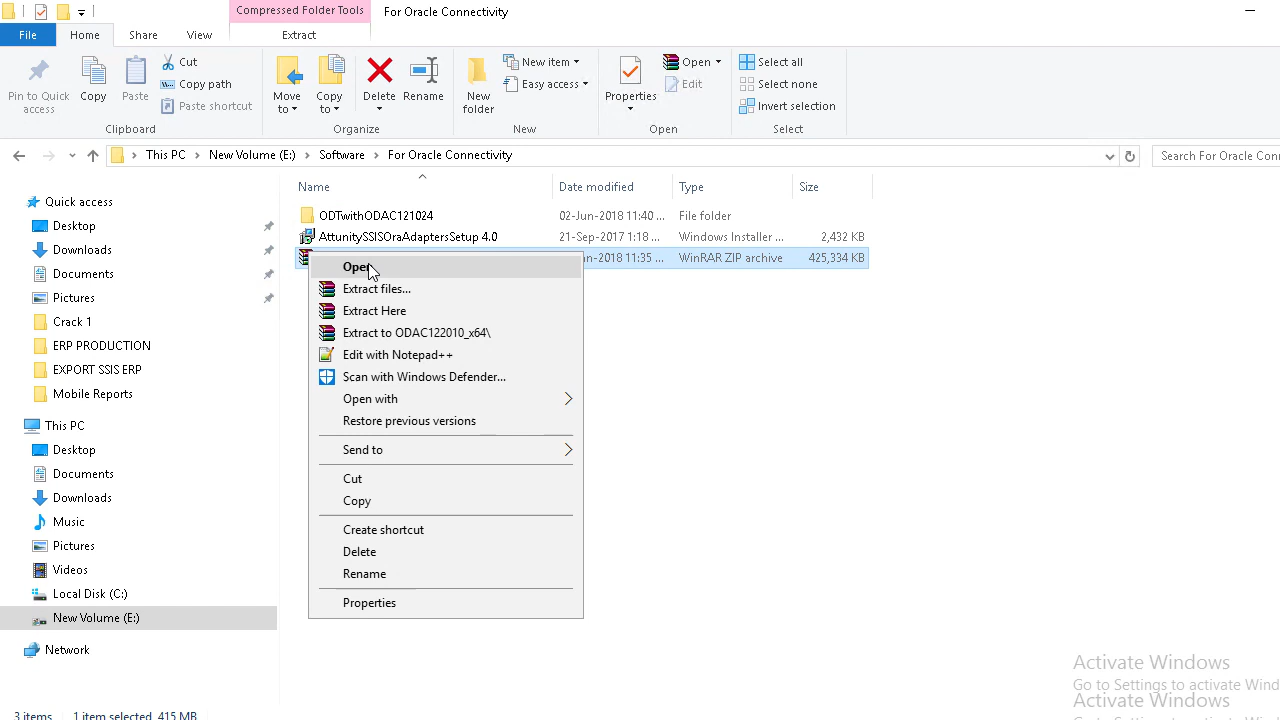 Compressed Folder Tools
For Oracle Connectivity
File
Home
Share
View
Extract
Pin to Quick access
Copy
Paste
Cut
Copy path
Paste shortcut
Clipboard
Move to
Copy to
Delete
Rename
Organize
New folder
New item
Easy access
New
Properties
Open
Edit
Open
Select all
Select none
Invert selection
Select
This PC
New Volume (E:)
Software
For Oracle Connectivity
Search For Oracle
Name
Date modified
Type
Size
Quick access
Desktop
Downloads
Documents
Pictures
Crack 1
ERP PRODUCTION
EXPORT SSIS ERP
Mobile Reports
This PC
Desktop
Documents
Downloads
Music
Pictures
Videos
Local Disk (C:)
New Volume (E:)
Network
ODTwithODAC121024
02-Jun-2018 11:40 ...
File folder
AttunitySSISOraAdaptersSetup 4.0
21-Sep-2017 1:18 ...
Windows Installer ...
2,432 KB
-2018 11:35 ...
WinRAR ZIP archive
425,334 KB
Open
Extract files...
Extract Here
Extract to ODAC122010_x64\
Edit with Notepad++
Scan with Windows Defender...
Open with
Restore previous versions
Send to
Cut
Copy
Create shortcut
Delete
Rename
Properties
Activate Windows
Go to Settings to activate
Activate Windows
3 items
1 item selected 415 MB